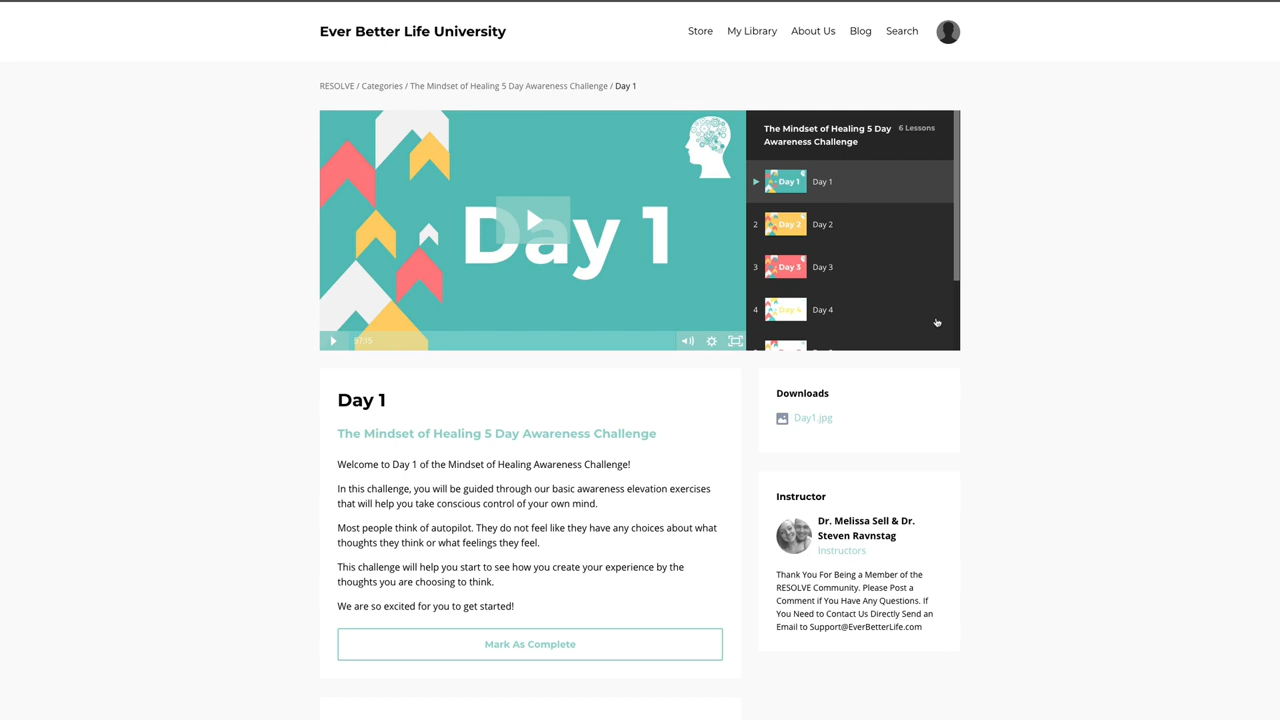 Ever Better Life University
Store My Library About Us Blog Search
RESOLVE / Categories / The Mindset of Healing 5 Day Awareness Challenge / Day 1
Day 1
The Mindset of Healing 5 Day
Awareness Challenge
6 Lessons
Day 1 Day 1
2 Day 2 Day 2
3 Day 3 Day 3
4 Day 4 Day 4
Day 1
The Mindset of Healing 5 Day Awareness Challenge
Welcome to Day 1 of the Mindset of Healing Awareness Challenge!
In this challenge, you will be guided through our basic awareness elevation exercises
that will help you take conscious control of your own mind.
Most people think of autopilot. They do not feel like they have any choices about what
thoughts they think or what feelings they feel.
This challenge will help you start to see how you create your experience by the
thoughts you are choosing to think.
We are so excited for you to get started!
Mark As Complete
Downloads
Day1.jpg
Instructor
Dr. Melissa Sell & Dr.
Steven Ravnstag
Instructors
Thank You For Being a Member of the
RESOLVE Community. Please Post a
Comment if You Have Any Questions. If
You Need to Contact Us Directly Send an
Email to Support@EverBetterLife.com